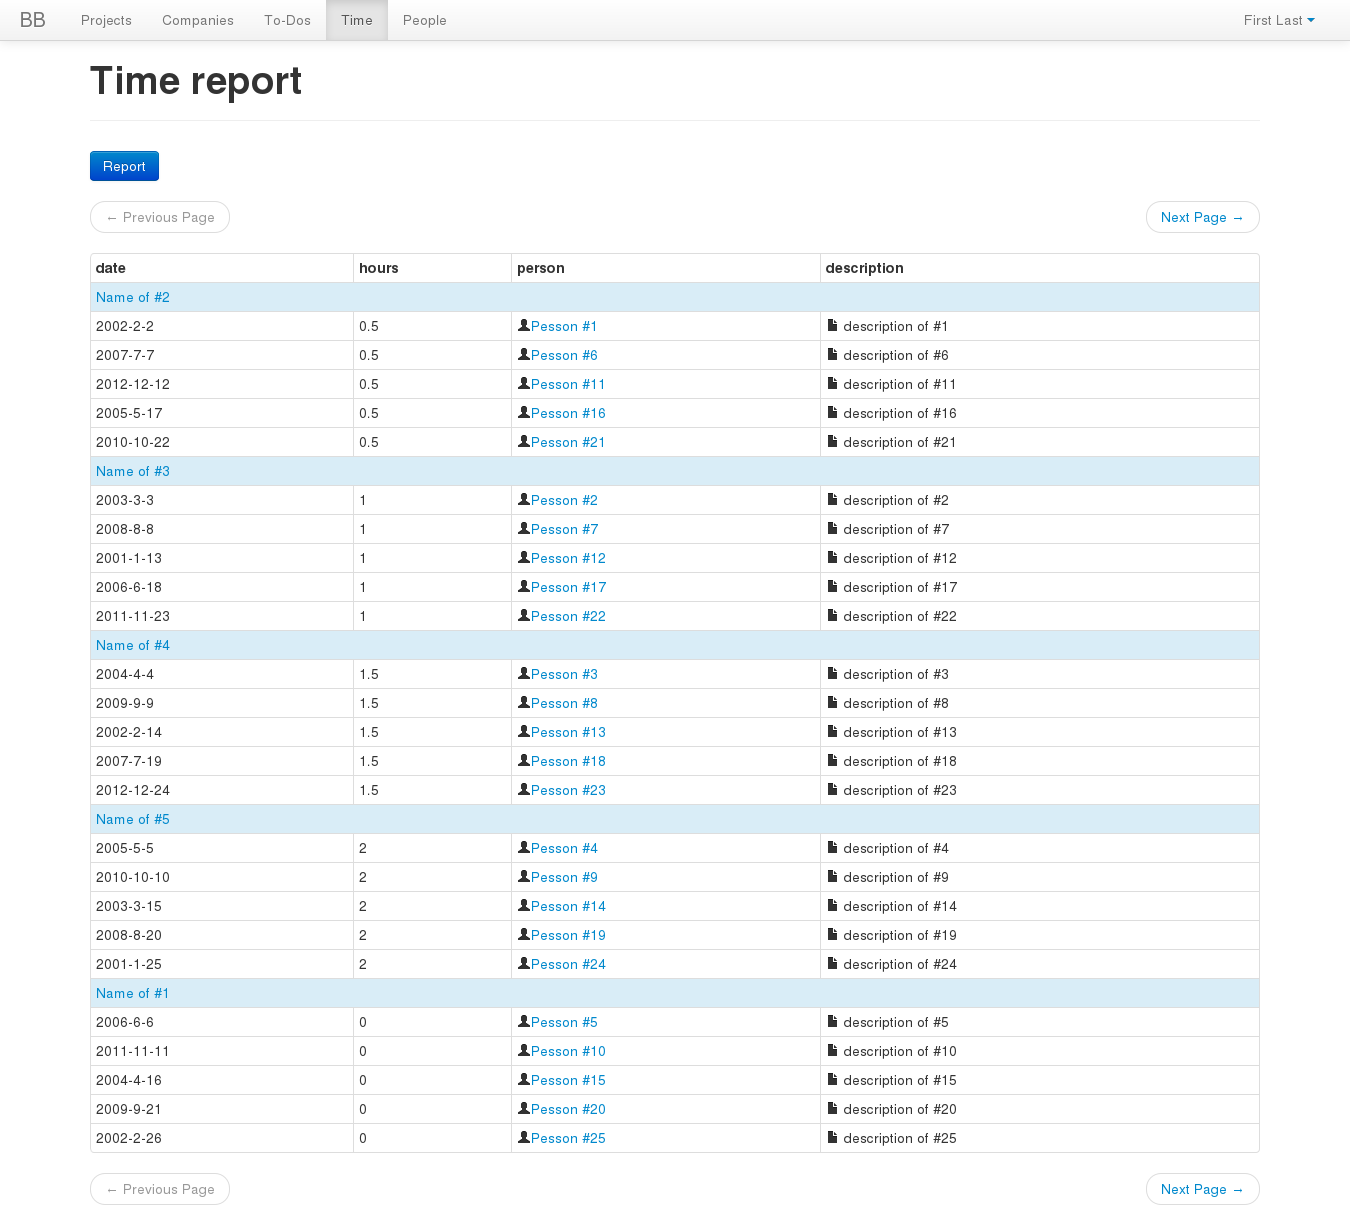 BB Projects Companies To-Dos Time People First Last
Time report
Report
← Previous Page Next Page →
date hours person description
Name of #2
2002-2-2 0.5 Pesson #1 description of #1
2007-7-7 0.5 Pesson #6 description of #6
2012-12-12 0.5 Pesson #11 description of #11
2005-5-17 0.5 Pesson #16 description of #16
2010-10-22 0.5 Pesson #21 description of #21
Name of #3
2003-3-3 1 Pesson #2 description of #2
2008-8-8 1 Pesson #7 description of #7
2001-1-13 1 Pesson #12 description of #12
2006-6-18 1 Pesson #17 description of #17
2011-11-23 1 Pesson #22 description of #22
Name of #4
2004-4-4 1.5 Pesson #3 description of #3
2009-9-9 1.5 Pesson #8 description of #8
2002-2-14 1.5 Pesson #13 description of #13
2007-7-19 1.5 Pesson #18 description of #18
2012-12-24 1.5 Pesson #23 description of #23
Name of #5
2005-5-5 2 Pesson #4 description of #4
2010-10-10 2 Pesson #9 description of #9
2003-3-15 2 Pesson #14 description of #14
2008-8-20 2 Pesson #19 description of #19
2001-1-25 2 Pesson #24 description of #24
Name of #1
2006-6-6 0 Pesson #5 description of #5
2011-11-11 0 Pesson #10 description of #10
2004-4-16 0 Pesson #15 description of #15
2009-9-21 0 Pesson #20 description of #20
2002-2-26 0 Pesson #25 description of #25
← Previous Page Next Page →